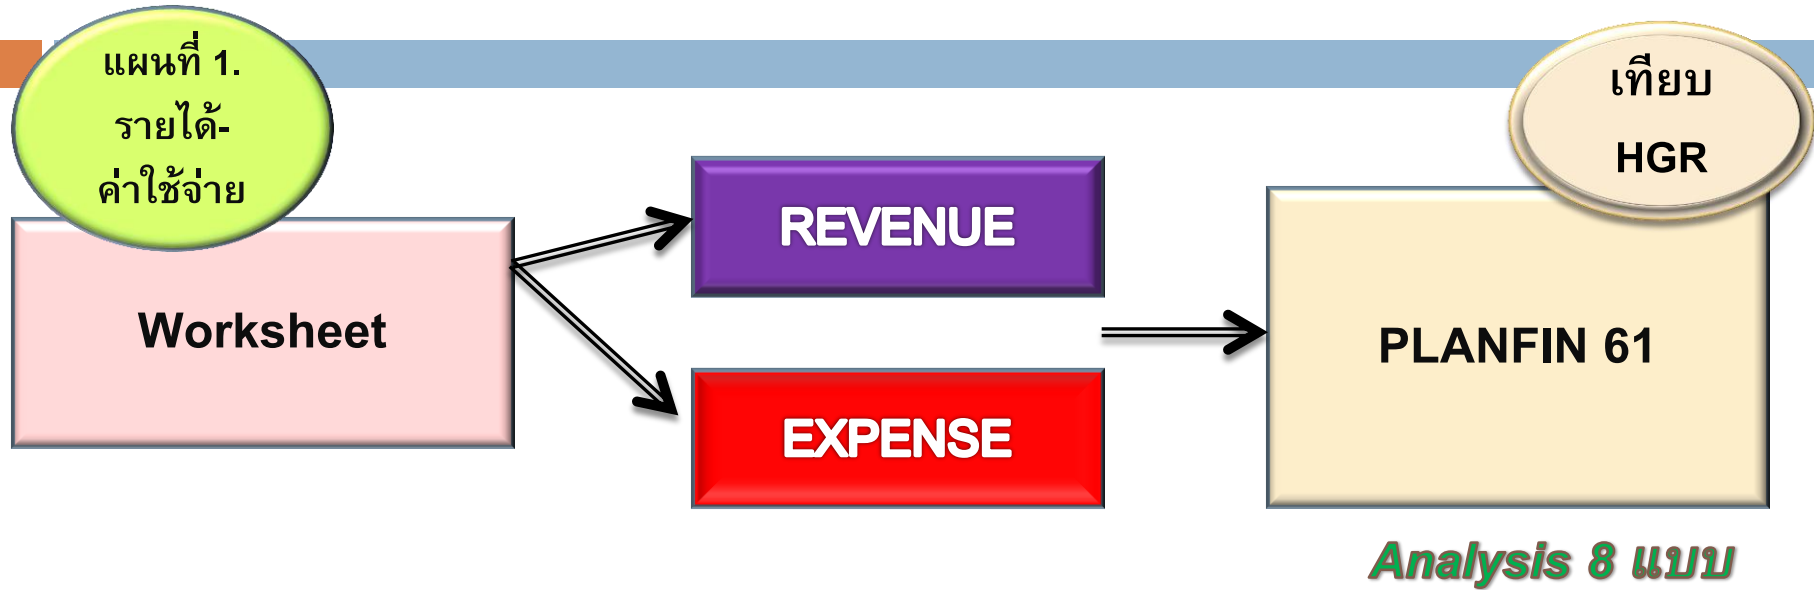 แผนที่ 1.
รายได้-
ค่าใช้จ่าย
เทียบ
HGR
Worksheet
REVENUE
EXPENSE
PLANFIN 61
Analysis 8 แบบ